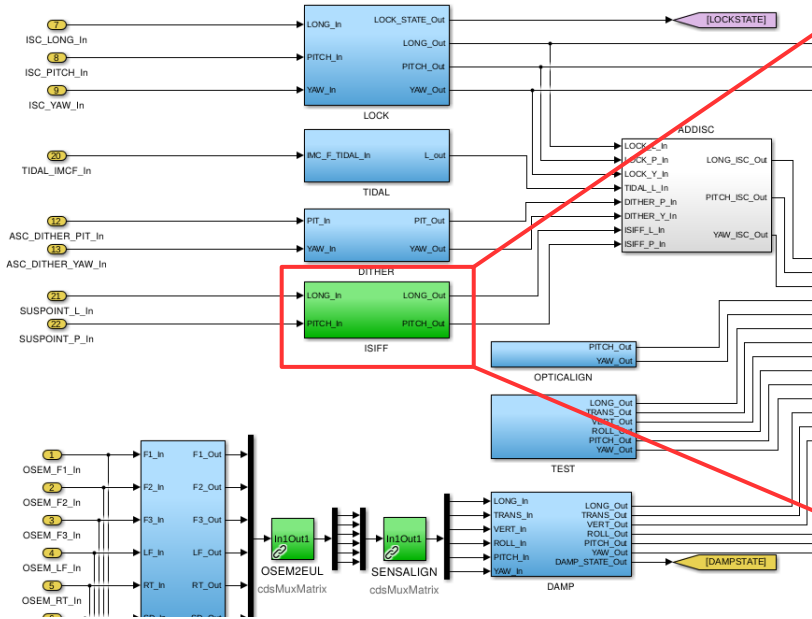 7
ISC_LONG_In
8
ISC_PITCH_In
9
ISC_YAW_In
LONG_In
PITCH_In
YAW_In
LOCK_STATE_Out
LONG_Out
PITCH_Out
YAW_Out
LOCK
[LOCKSTATE]
20
TIDAL_IMCF_In
IMC_F_TIDAL_In
L_out
TIDAL
12
ASC_DITHER_PIT_In
13
ASC_DITHER_YAW_In
PIT_In
YAW_In
PIT_Out
YAW_Out
DITHER
21
SUSPOINT_L_In
22
SUSPOINT_P_In
LONG_In
PITCH_In
LONG_Out
PITCH_Out
ISIFF
ADDISC
LOCK_L_In
LOCK_P_In
LOCK_Y_In
TIDAL_L_In
DITHER_P_In
DITHER_Y_In
ISIFF_L_In
ISIFF_P_In
LONG_ISC_Out
PITCH_ISC_Out
YAW_ISC_Out
PITCH_Out
YAW_Out
OPTICALIGN
LONG_Out
TRANS_Out
VERT_Out
ROLL_Out
PITCH_Out
YAW_Out
TEST
1
OSEM_F1_In
2
OSEM_F2_In
3
OSEM_F3_In
4
OSEM_LF_In
5
OSEM_RT_In
F1_In
F2_In
F3_In
LF_In
RT_In
F1_Out
F2_Out
F3_Out
LF_Out
RT_Out
In1Out1
OSEM2EUL
cdsMuxMatrix
In1Out1
SENSALIGN
cdsMuxMatrix
LONG_In
TRANS_In
VERT_In
ROLL_In
PITCH_In
YAW_In
LONG_Out
TRANS_Out
VERT_Out
ROLL_Out
PITCH_Out
YAW_Out
DAMP_STATE_Out
DAMP
[DAMPSTATE]